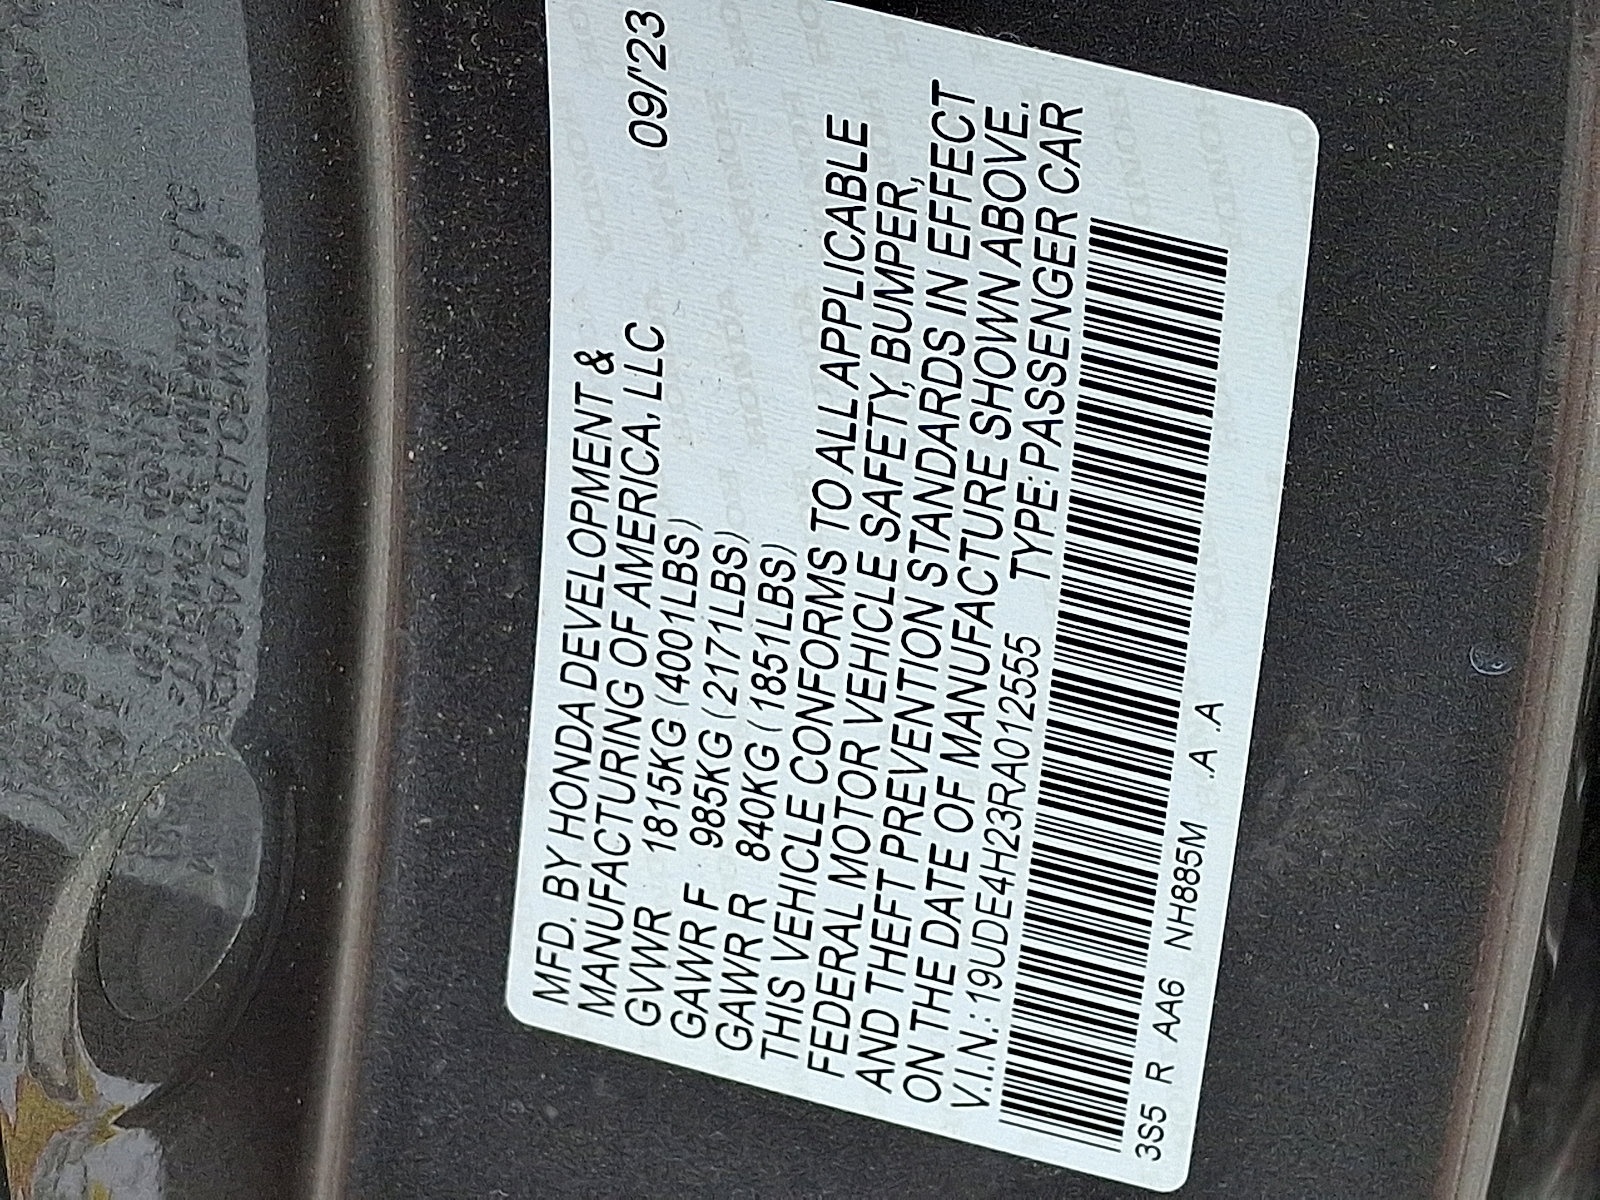 MFD. BY HONDA DEVELOPMENT &
MANUFACTURING OF AMERICA, LLC 09/'23
GVWR 1815KG (4001LBS)
GAWR F 985KG (2171LBS)
GAWR R 840KG (1851LBS)
THIS VEHICLE CONFORMS TO ALL APPLICABLE
FEDERAL MOTOR VEHICLE SAFETY, BUMPER,
AND THEFT PREVENTION STANDARDS IN EFFECT
ON THE DATE OF MANUFACTURE SHOWN ABOVE.
V.I.N.: 19UDE4H23RA012555 TYPE: PASSENGER CAR
3S5 R AA6 NH885M .A .A